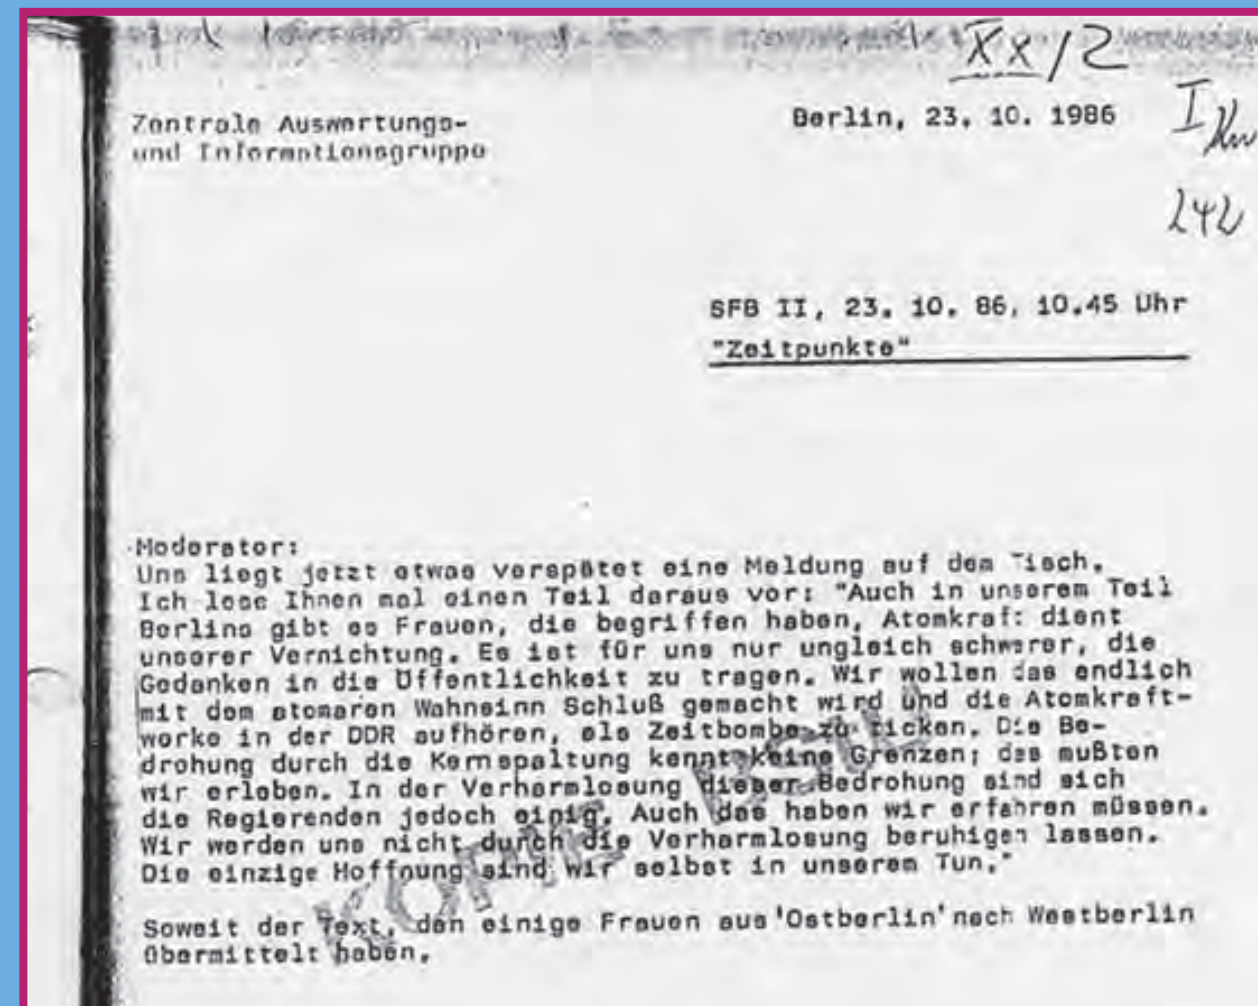 XX/2
Zentrale Auswertungs-
Berlin, 23. 10. 1986
und Informationsgruppe
I
242
SFB II, 23. 10. 86, 10.45 Uhr
"Zeitpunkte"
Moderator:
Uns liegt jetzt etwas verspätet eine Meldung auf dem Tisch.
Ich lese Ihnen mal einen Teil daraus vor: "Auch in unserem Teil
Berlins gibt es Frauen, die begriffen haben, Atomkraft dient
unserer Vernichtung. Es ist für uns nur ungleich schwerer, die
Gedanken in die Öffentlichkeit zu tragen. Wir wollen das endlich
mit dem atomaren Wahnsinn Schluß gemacht wird und die Atomkraft-
werke in der DDR aufhören, als Zeitbombe zu ticken. Die Be-
drohung durch die Kernspaltung kennt keine Grenzen; das mußten
wir erleben. In der Verharmlosung dieser Bedrohung sind sich
die Regierenden jedoch einig. Auch das haben wir erfahren müssen.
Wir werden uns nicht durch die Verharmlosung beruhigen lassen.
Die einzige Hoffnung sind wir selbst in unserem Tun."
Soweit der Text, den einige Frauen aus 'Ostberlin' nach Westberlin
übermittelt haben.
KOPIE BStU